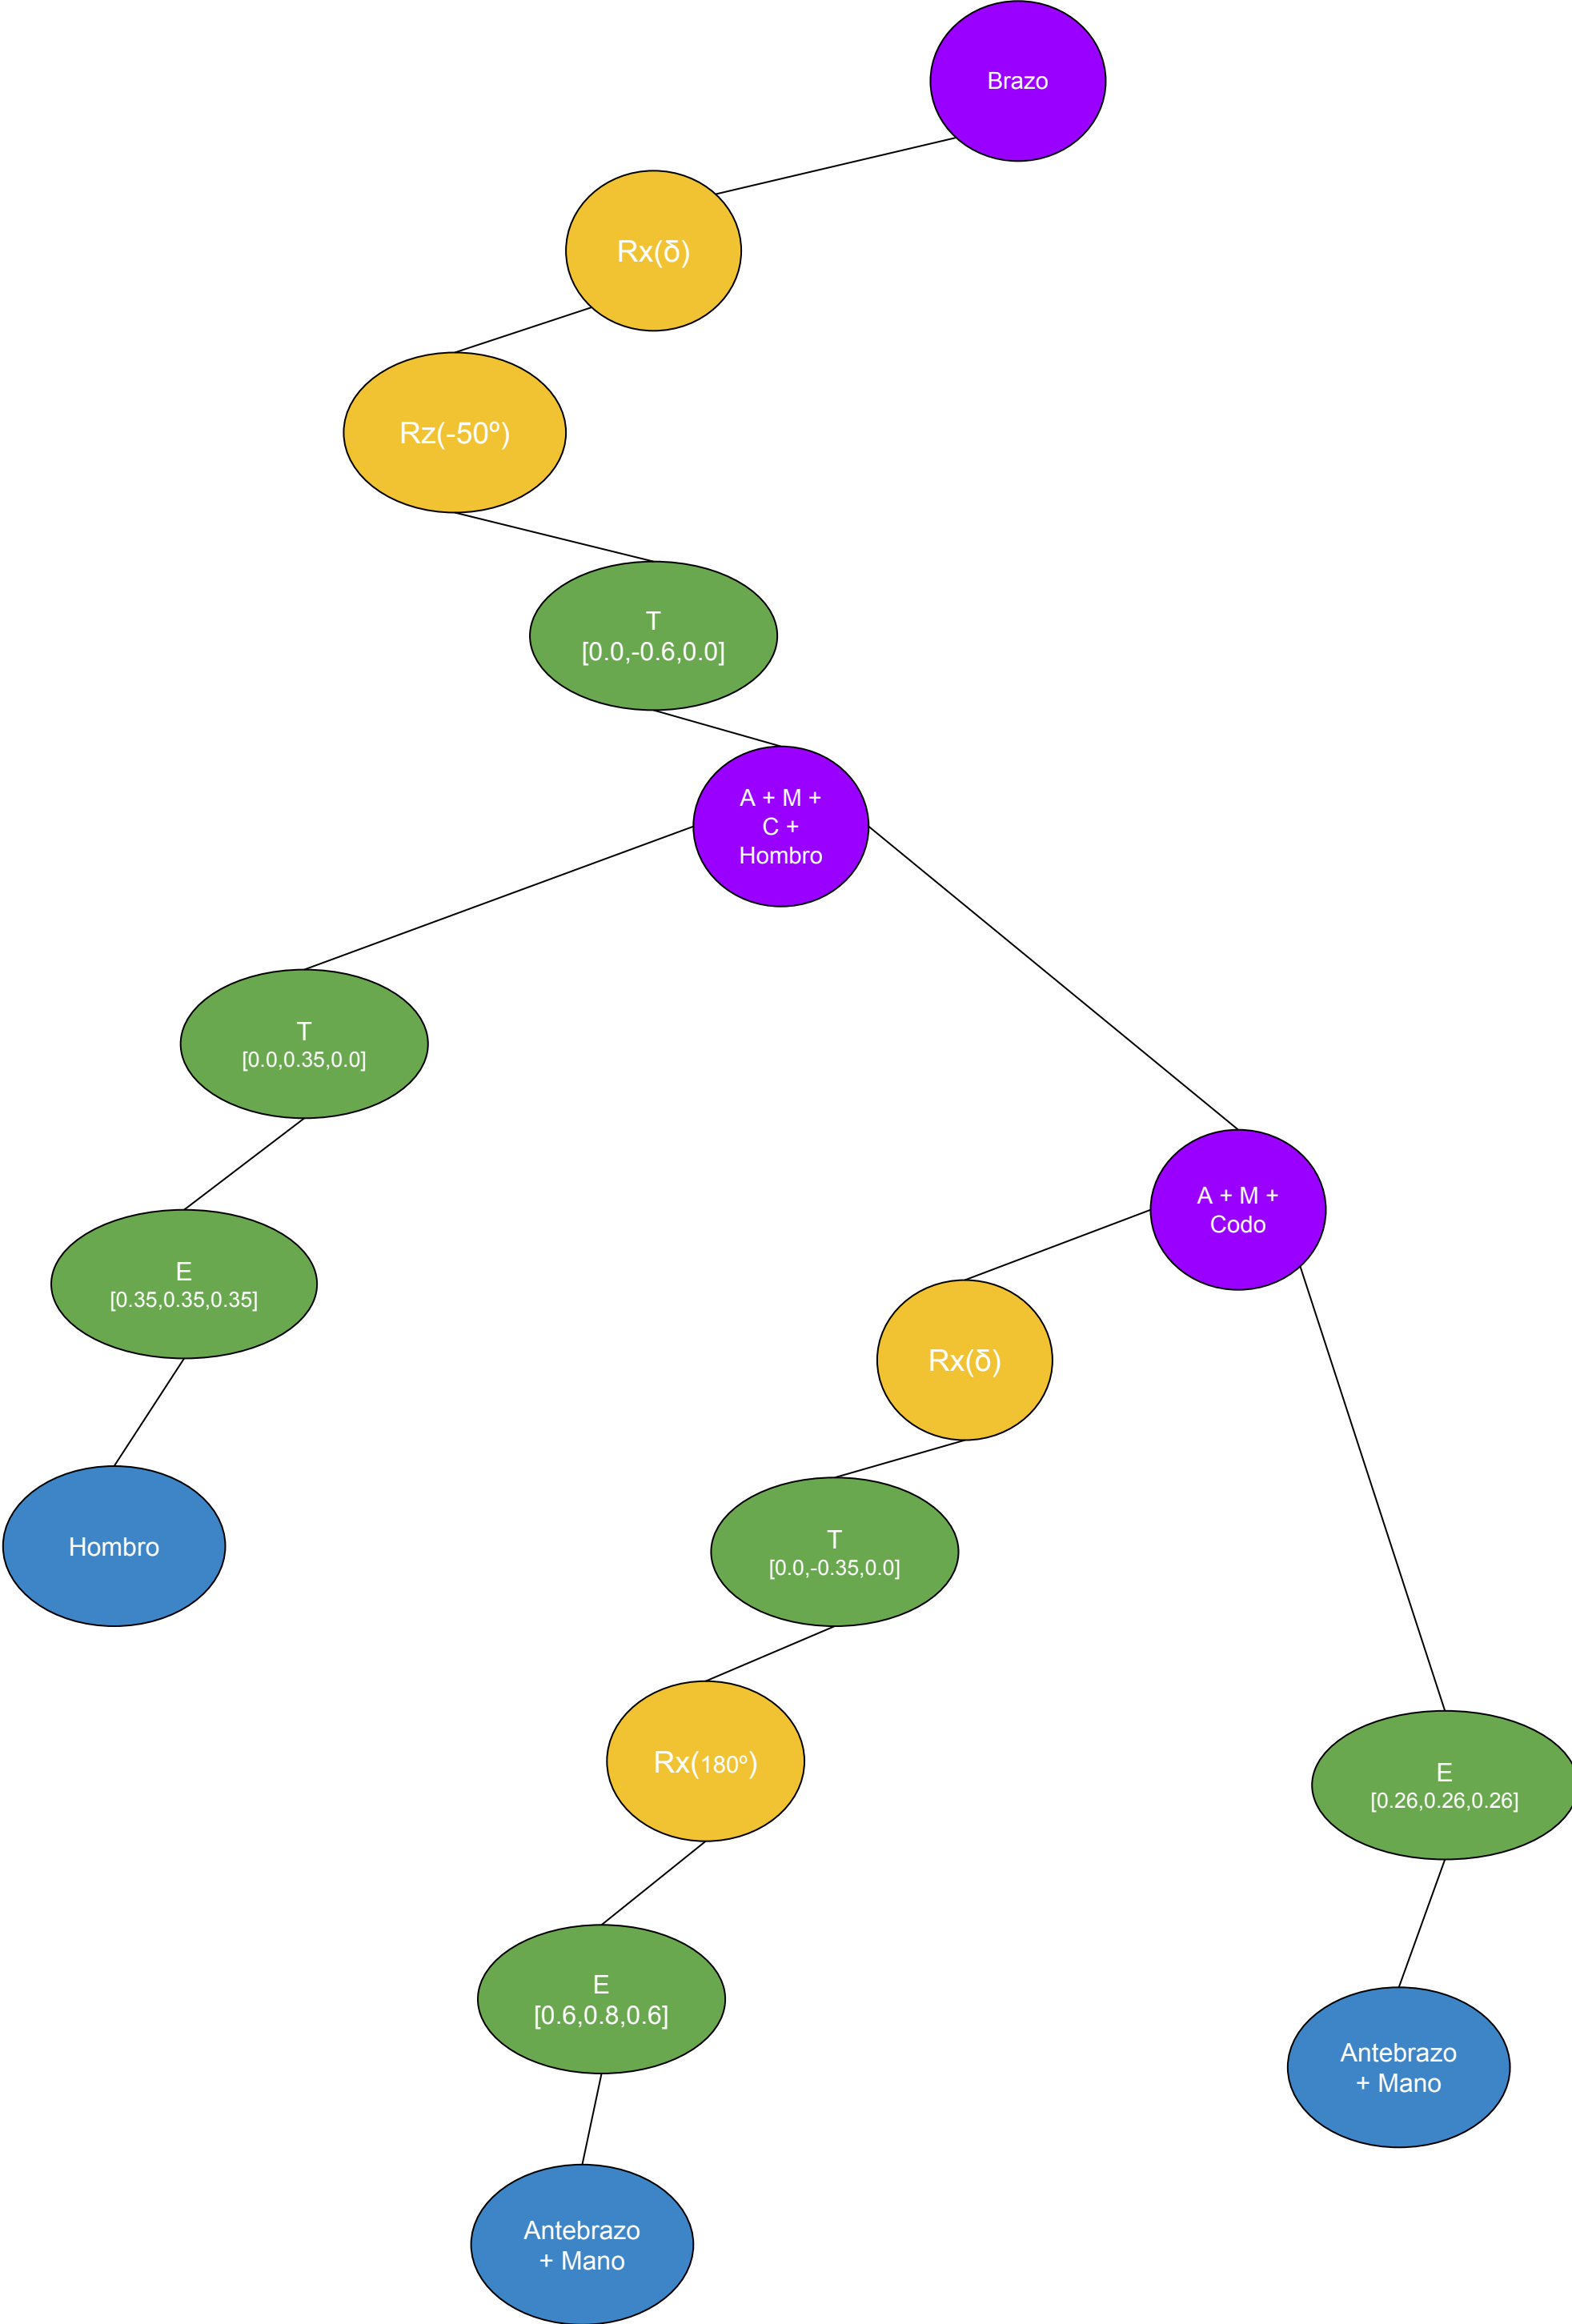 Brazo
Rx(δ)
Rz(-50º)
T
[0.0,-0.6,0.0]
A + M +
C +
Hombro
T
[0.0,0.35,0.0]
A + M +
Codo
E
[0.35,0.35,0.35]
Rx(δ)
Hombro
T
[0.0,-0.35,0.0]
Rx(180º)
E
[0.26,0.26,0.26]
E
[0.6,0.8,0.6]
Antebrazo
+ Mano
Antebrazo
+ Mano